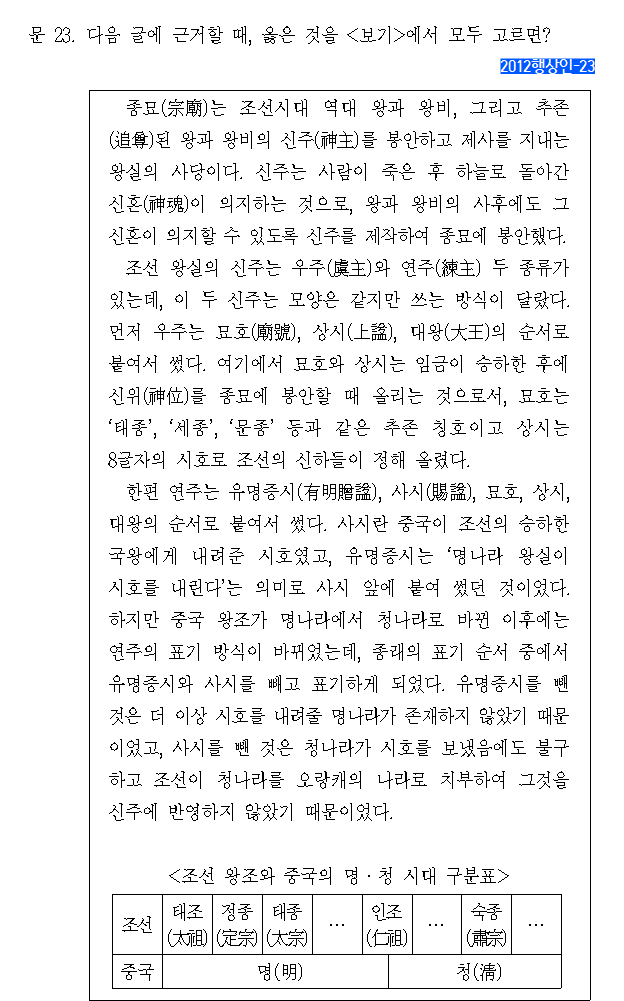 문 23. 다음 글에 근거할 때, 옳은 것을 <보기>에서 모두 고르면?
2012행상인-23
종묘(宗廟)는 조선시대 역대 왕과 왕비, 그리고 추존
(追尊)된 왕과 왕비의 신주(神主)를 봉안하고 제사를 지내는
왕실의 사당이다. 신주는 사람이 죽은 후 하늘로 돌아간
신혼(神魂)이 의지하는 것으로, 왕과 왕비의 사후에도 그
신혼이 의지할 수 있도록 신주를 제작하여 종묘에 봉안했다.
조선 왕실의 신주는 우주(虞主)와 연주(練主) 두 종류가
있는데, 이 두 신주는 모양은 같지만 쓰는 방식이 달랐다.
먼저 우주는 묘호(廟號), 상시(上諡), 대왕(大王)의 순서로
붙여서 썼다. 여기에서 묘호와 상시는 임금이 승하한 후에
신위(神位)를 종묘에 봉안할 때 올리는 것으로서, 묘호는
‘태종’, ‘세종’, ‘문종’ 등과 같은 추존 칭호이고 상시는
8글자의 시호로 조선의 신하들이 정해 올렸다.
한편 연주는 유명증시(有明贈諡), 사시(賜諡), 묘호, 상시,
대왕의 순서로 붙여서 썼다. 사시란 중국이 조선의 승하한
국왕에게 내려준 시호였고, 유명증시는 ‘명나라 왕실이
시호를 내린다’는 의미로 사시 앞에 붙여 썼던 것이었다.
하지만 중국 왕조가 명나라에서 청나라로 바뀐 이후에는
연주의 표기 방식이 바뀌었는데, 종래의 표기 순서 중에서
유명증시와 사시를 빼고 표기하게 되었다. 유명증시를 뺀
것은 더 이상 시호를 내려줄 명나라가 존재하지 않았기 때문
이었고, 사시를 뺀 것은 청나라가 시호를 보냈음에도 불구
하고 조선이 청나라를 오랑캐의 나라로 치부하여 그것을
신주에 반영하지 않았기 때문이었다.
<조선 왕조와 중국의 명·청 시대 구분표>
조선 태조(太祖) 정종(定宗) 태종(太宗) … 인조(仁祖) … 숙종(肅宗) …
중국 명(明) 청(淸)